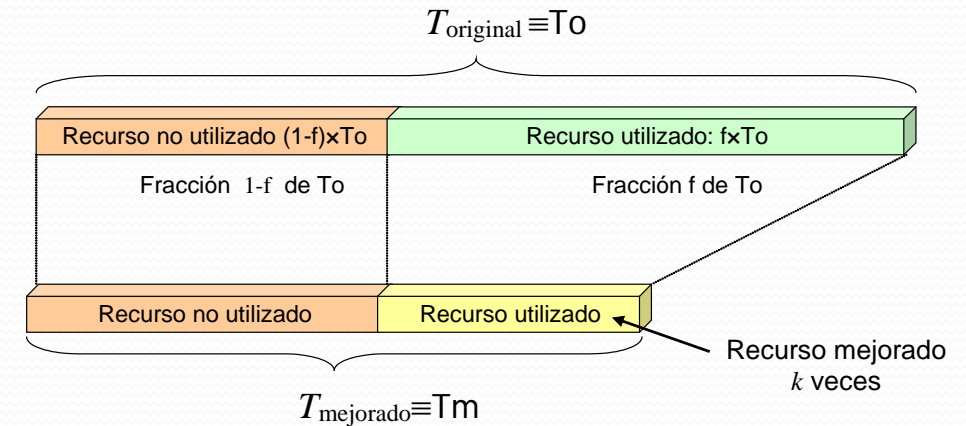 Toriginal ≡To
Recurso no utilizado (1-f)×To
Recurso utilizado: f×To
Fracción 1-f de To
Fracción f de To
Recurso no utilizado
Recurso utilizado
Recurso mejorado
k veces
Tmejorado≡Tm